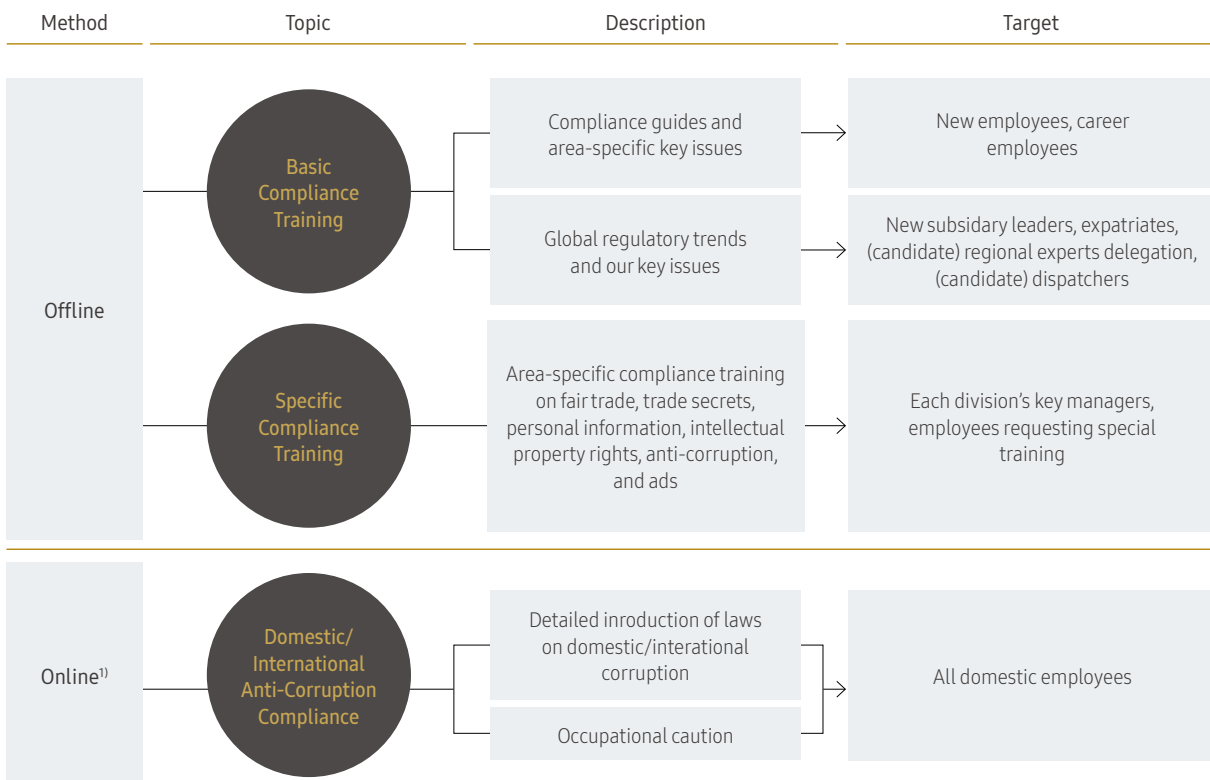 Method
Topic
Description
Target
Offline
Basic
Compliance
Training
Compliance guides and
area-specific key issues
New employees, career
employees
Global regulatory trends
and our key issues
New subsidary leaders, expatriates,
(candidate) regional experts delegation,
(candidate) dispatchers
Specific
Compliance
Training
Area-specific compliance training
on fair trade, trade secrets,
personal information, intellectual
property rights, anti-corruption,
and ads
Each division's key managers,
employees requesting special
training
Online1)
Domestic/
International
Anti-Corruption
Compliance
Detailed inroduction of laws
on domestic/interational
corruption
Occupational caution
All domestic employees